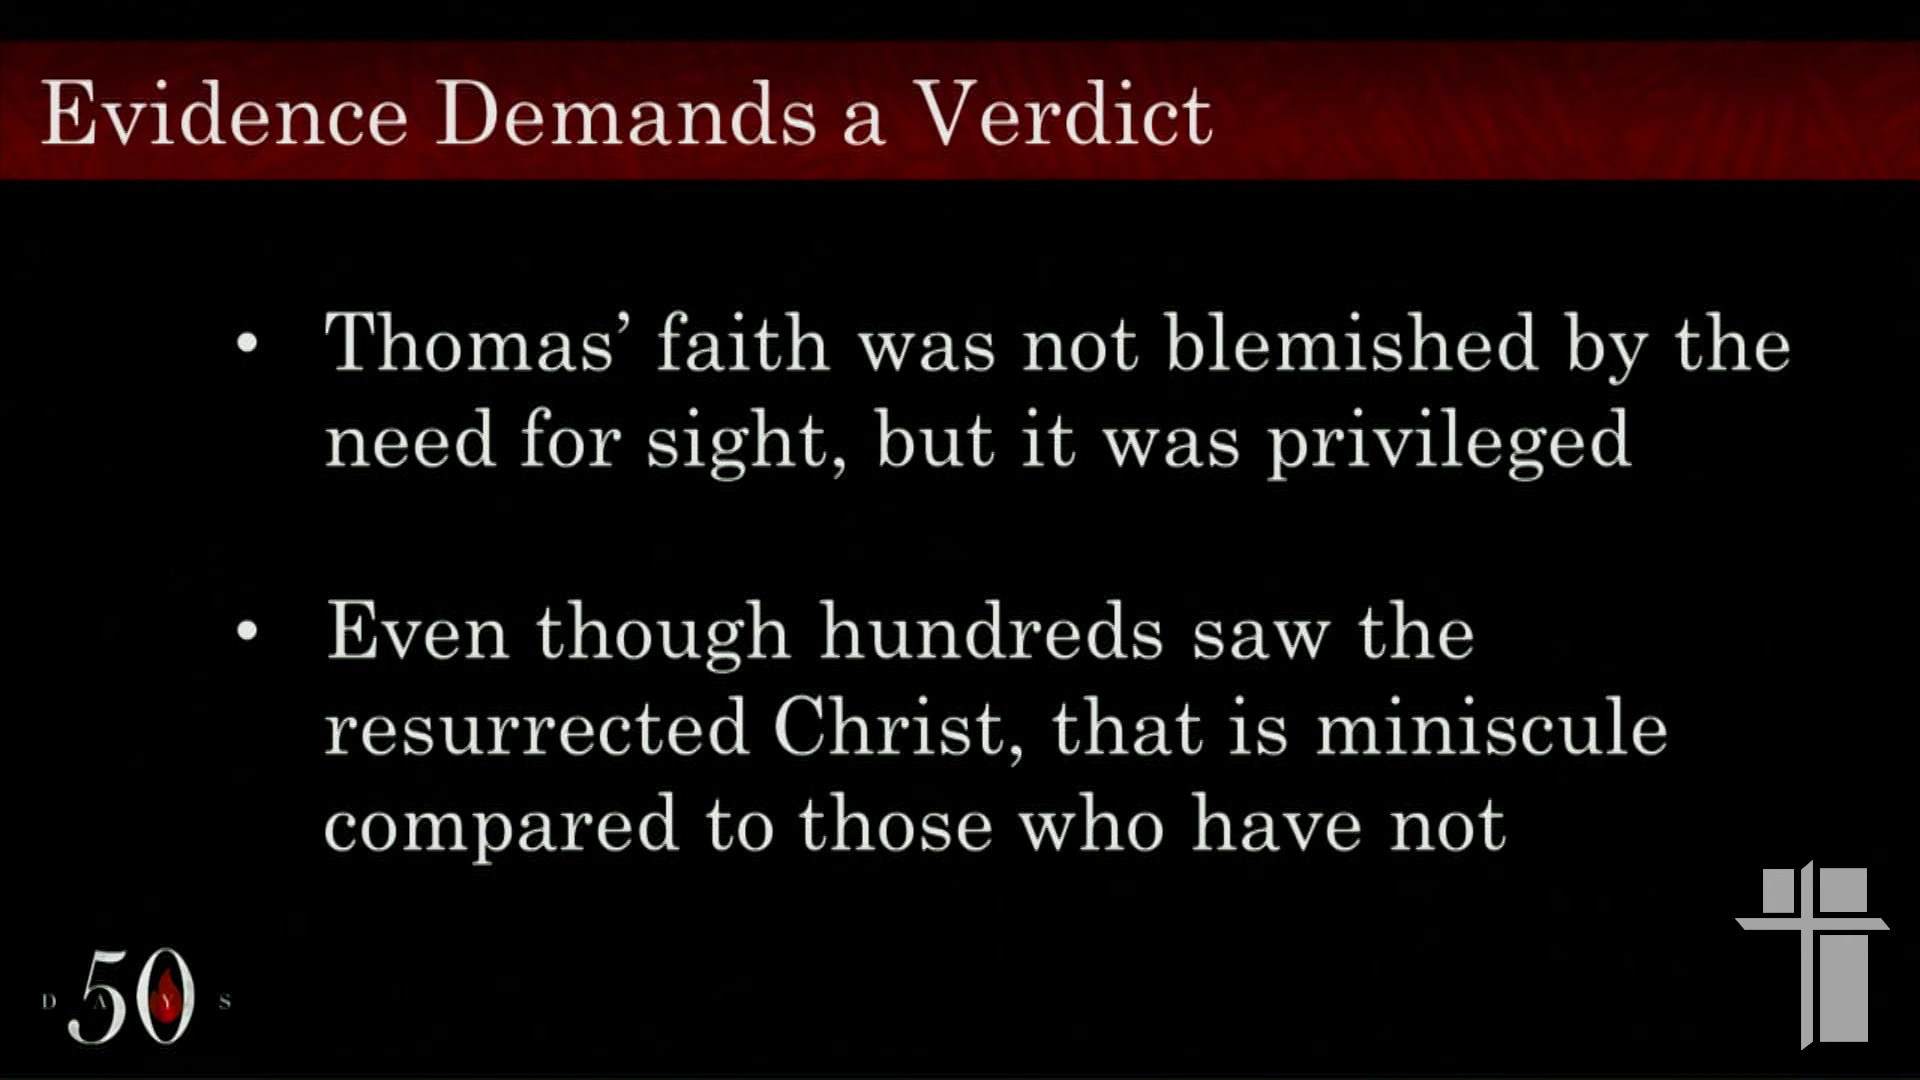 Evidence Demands a Verdict
• Thomas’ faith was not blemished by the
need for sight, but it was privileged
• Even though hundreds saw the
resurrected Christ, that is miniscule
compared to those who have not
50
DAYS